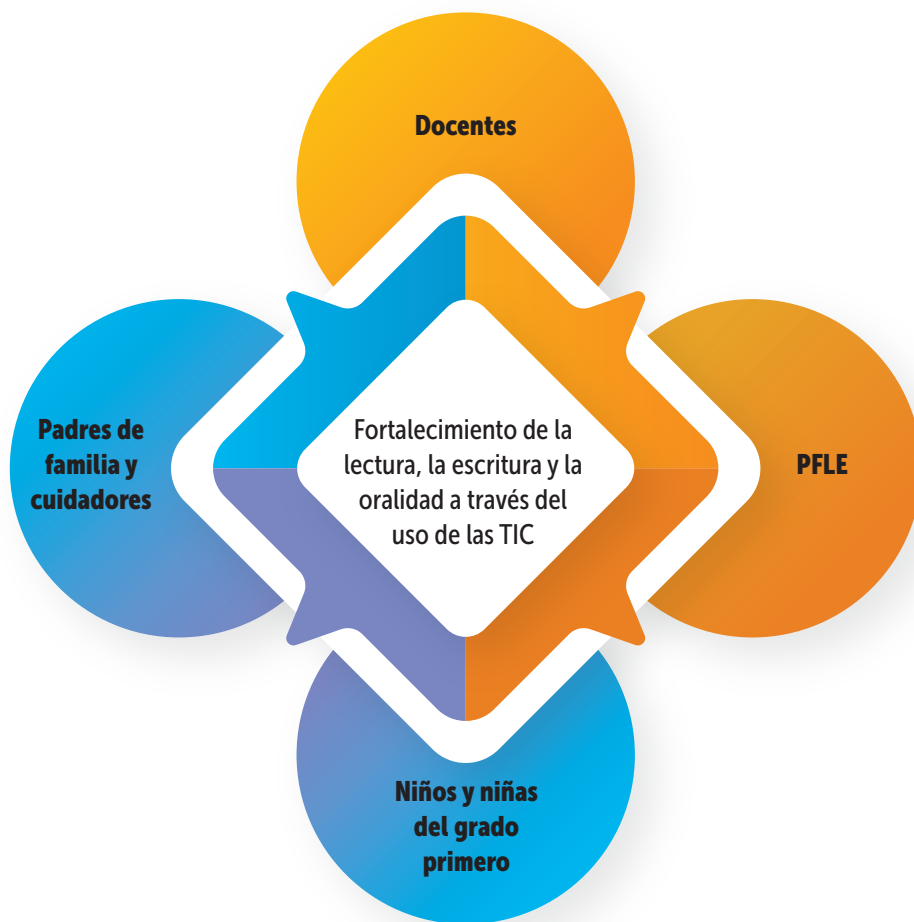 Docentes
Padres de
familia y
cuidadores
Fortalecimiento de la
lectura, la escritura y la
oralidad a través del
uso de las TIC
PFLE
Niños y niñas
del grado
primero